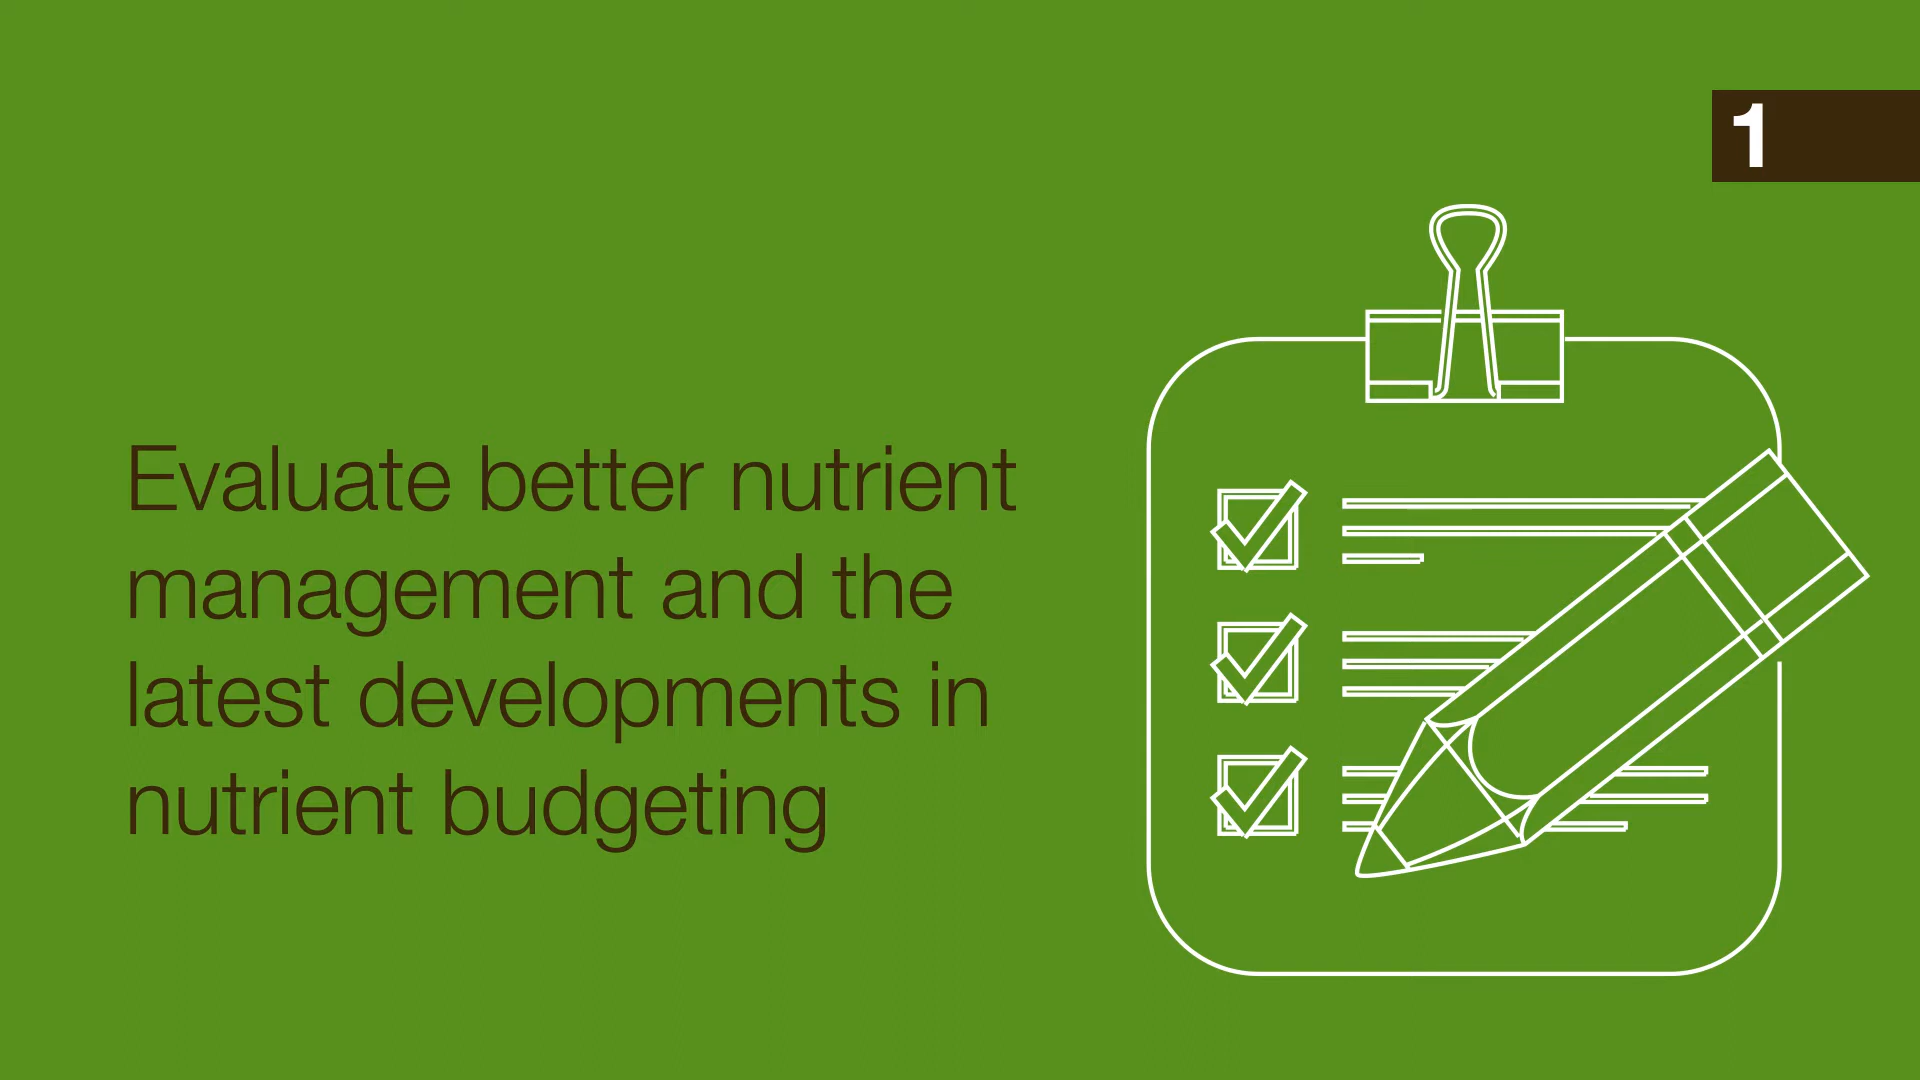 1
Evaluate better nutrient
management and the
latest developments in
nutrient budgeting